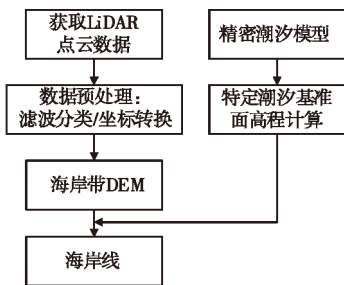 获取LiDAR
点云数据
精密潮汐模型
数据预处理：
滤波分类/坐标转换
特定潮汐基准
面高程计算
海岸带DEM
海岸线